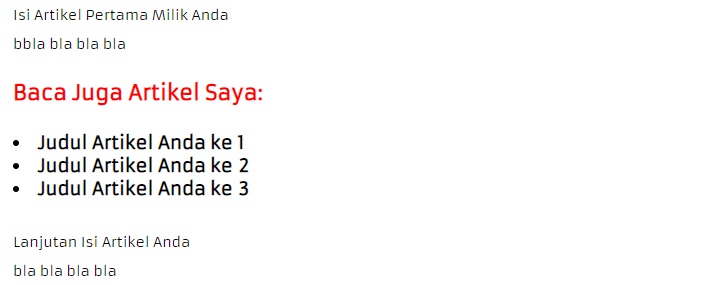 Isi Artikel Pertama Milik Anda
bbla bla bla bla
Baca Juga Artikel Saya:
• Judul Artikel Anda ke 1
• Judul Artikel Anda ke 2
• Judul Artikel Anda ke 3
Lanjutan Isi Artikel Anda
bla bla bla bla